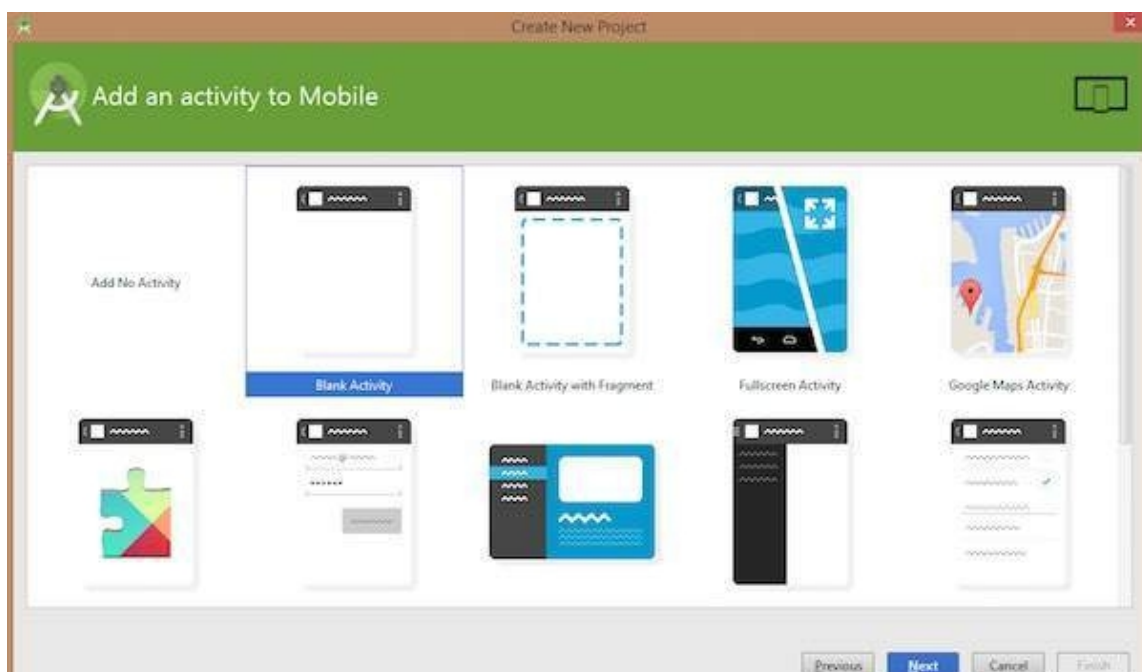 Create New Project
Add an activity to Mobile
Add No Activity
Blank Activity
Blank Activity with Fragment
Fullscreen Activity
Google Maps Activity
Previous
Next
Cancel
Finish